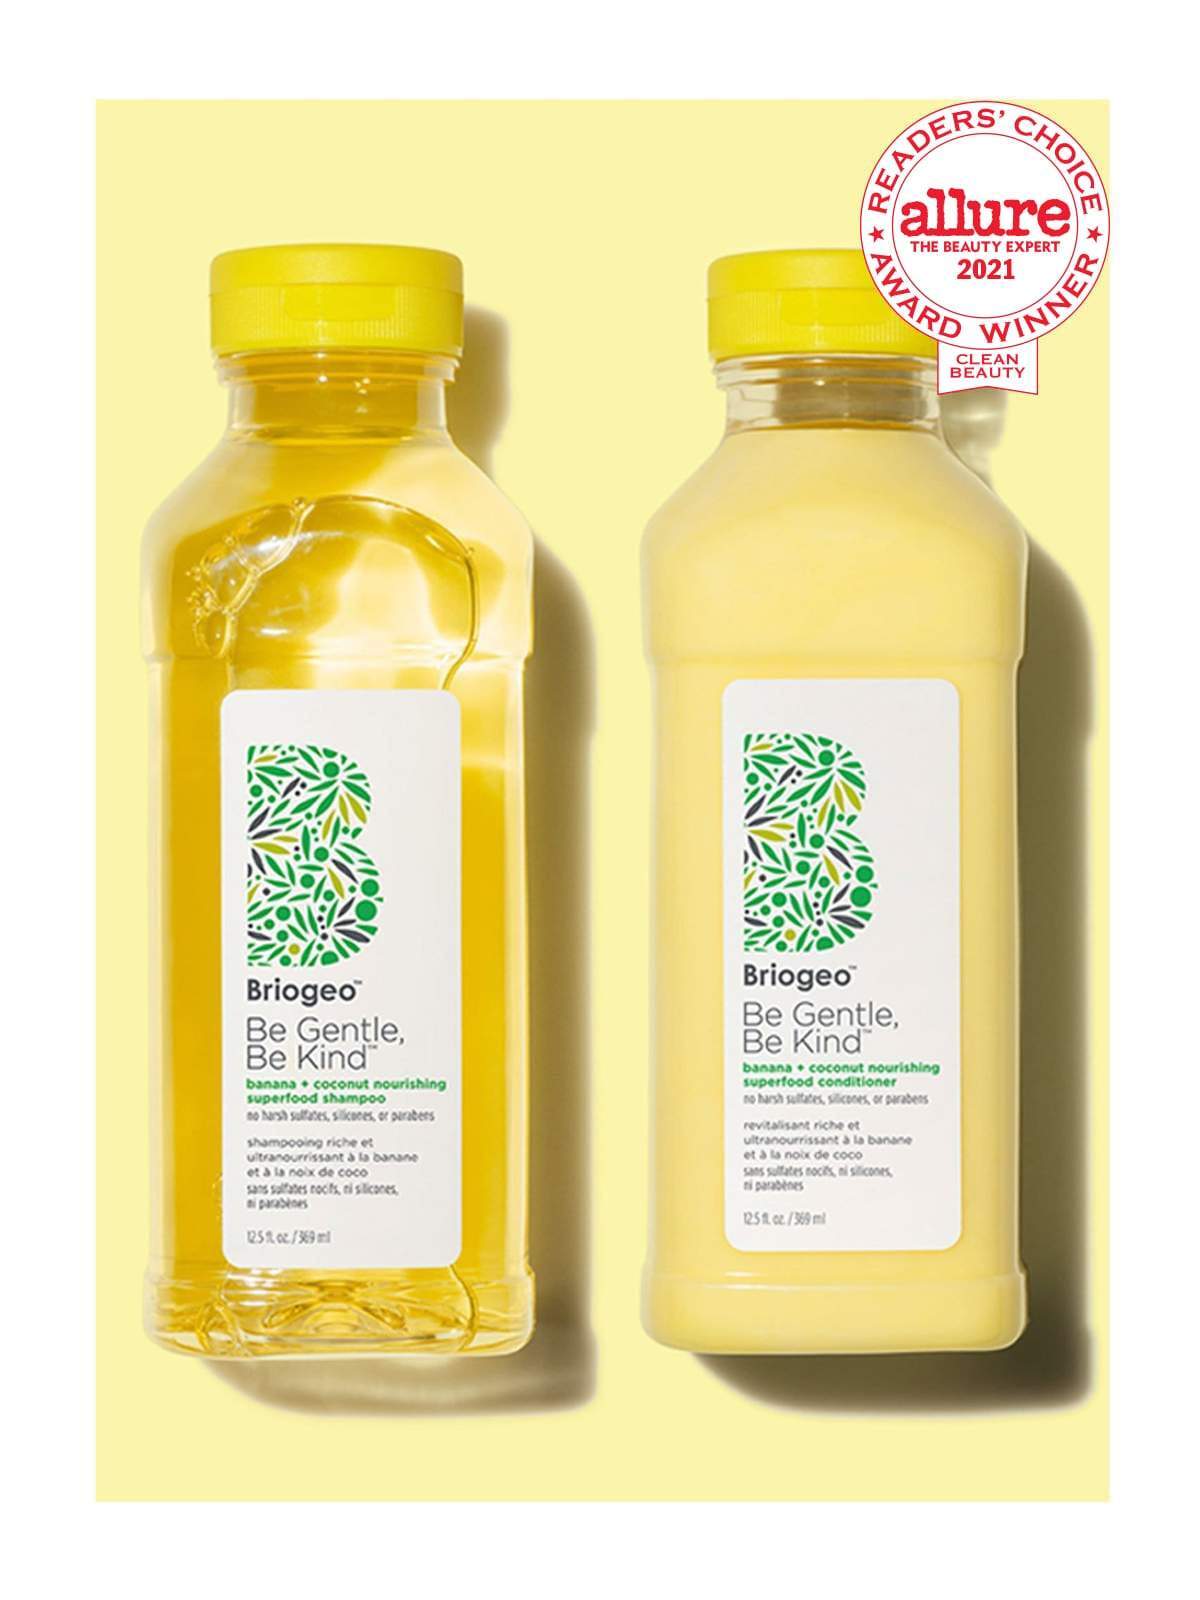 READERS' CHOICE
allure
THE BEAUTY EXPERT
2021
AWARD WINNER
CLEAN
BEAUTY
Briogeo™
Be Gentle,
Be Kind™
banana + coconut nourishing
superfood shampoo
no harsh sulfates, silicones, or parabens
shampooing riche et
ultranourrissant à la banane
et à la noix de coco
sans sulfates nocifs, ni silicones,
ni parabènes
12.5 fl. oz. / 369 ml
Briogeo™
Be Gentle,
Be Kind™
banana + coconut nourishing
superfood conditioner
no harsh sulfates, silicones, or parabens
revitalisant riche et
ultranourrissant à la banane
et à la noix de coco
sans sulfates nocifs, ni silicones,
ni parabènes
12.5 fl. oz. / 369 ml